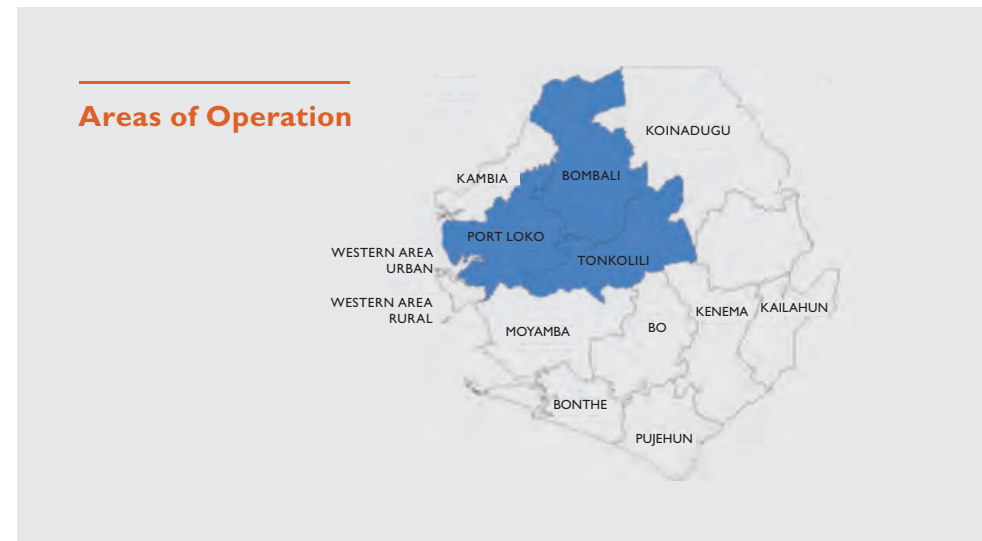 Areas of Operation
KOINADUGU
KAMBIA
BOMBALI
PORT LOKO
WESTERN AREA
URBAN
TONKOLILI
WESTERN AREA
RURAL
KENEMA
KAILAHUN
MOYAMBA
BO
BONTHE
PUJEHUN